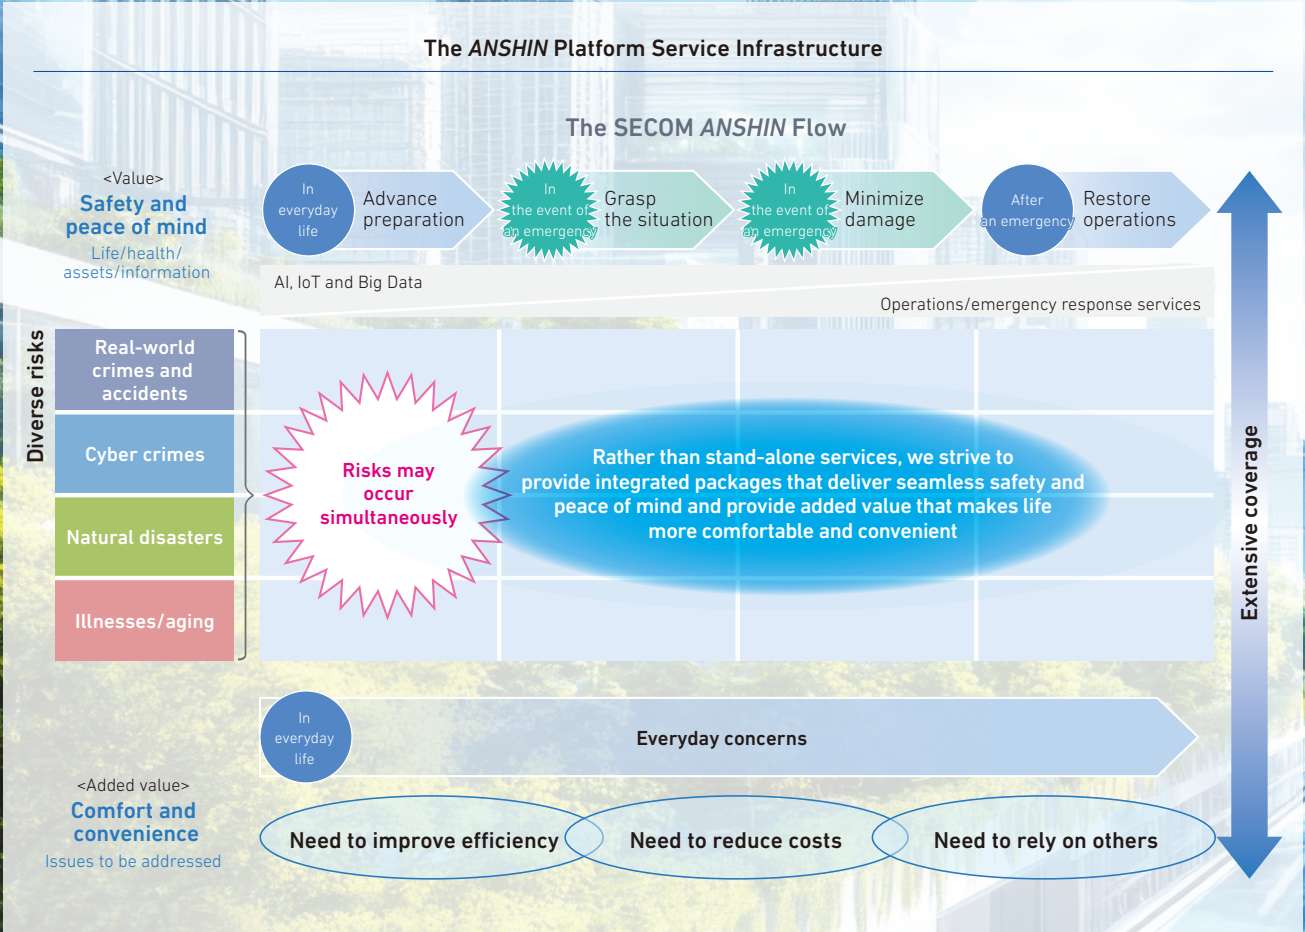 The ANSHIN Platform Service Infrastructure
The SECOM ANSHIN Flow
<Value>
Safety and
peace of mind
Life/health/
assets/information
In
everyday
life
Advance
preparation
In
the event of
an emergency
Grasp
the situation
In
the event of
an emergency
Minimize
damage
After
an emergency
Restore
operations
AI, IoT and Big Data
Operations/emergency response services
Diverse risks
Real-world
crimes and
accidents
Cyber crimes
Natural disasters
Illnesses/aging
Risks may
occur
simultaneously
Rather than stand-alone services, we strive to
provide integrated packages that deliver seamless safety and
peace of mind and provide added value that makes life
more comfortable and convenient
Extensive coverage
In
everyday
life
Everyday concerns
<Added value>
Comfort and
convenience
Issues to be addressed
Need to improve efficiency
Need to reduce costs
Need to rely on others